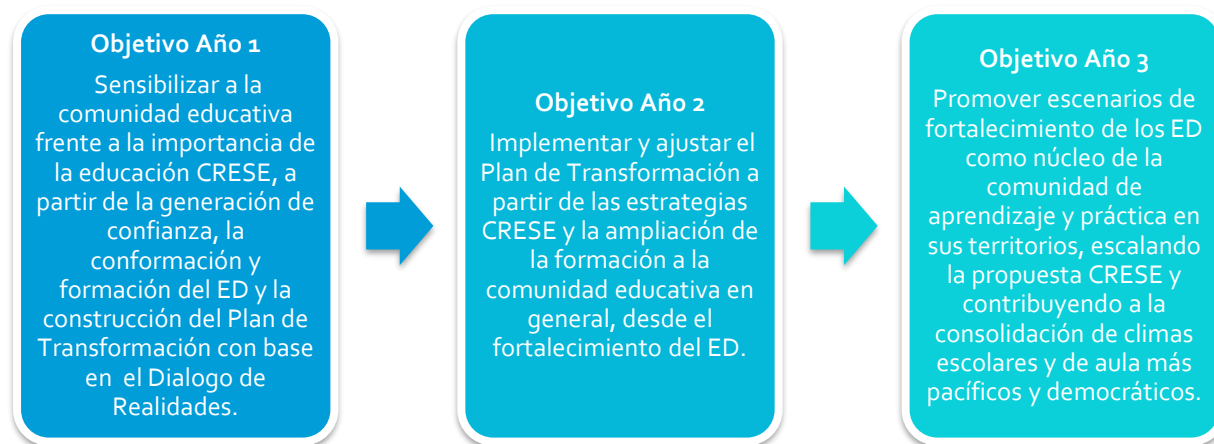 Objetivo Año 1
Sensibilizar a la
comunidad educativa
frente a la importancia de
la educación CRESE, a
partir de la generación de
confianza, la
conformación y
formación del ED y la
construcción del Plan de
Transformación con base
en el Dialogo de
Realidades.
Objetivo Año 2
Implementar y ajustar el
Plan de Transformación a
partir de las estrategias
CRESE y la ampliación de
la formación a la
comunidad educativa en
general, desde el
fortalecimiento del ED.
Objetivo Año 3
Promover escenarios de
fortalecimiento de los ED
como núcleo de la
comunidad de
aprendizaje y práctica en
sus territorios, escalando
la propuesta CRESE y
contribuyendo a la
consolidación de climas
escolares y de aula más
pacíficos y democráticos.